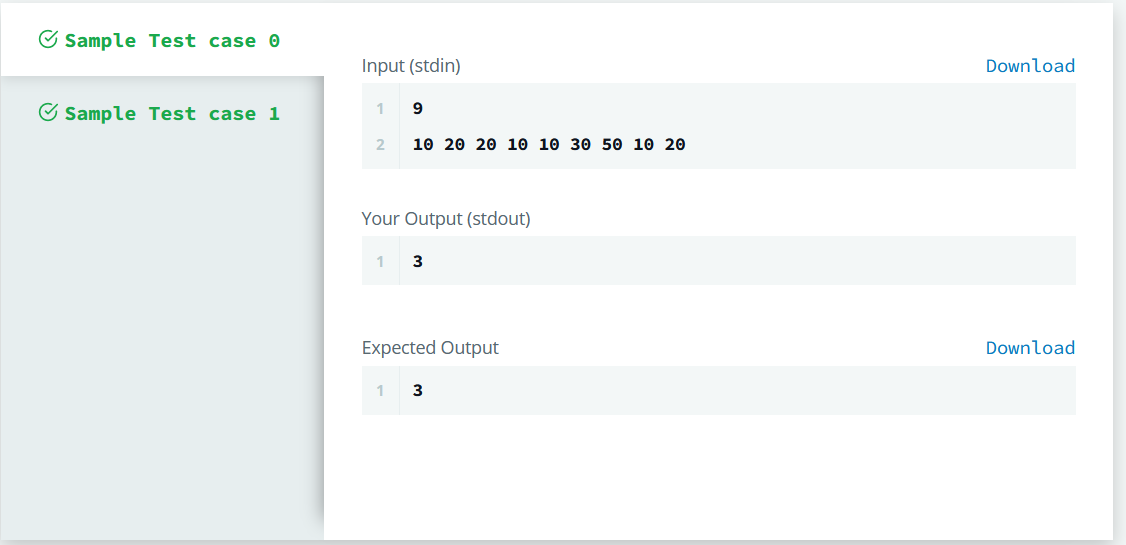 Sample Test case 0
Sample Test case 1
Input (stdin)
Download
1 9
2 10 20 20 10 10 30 50 10 20
Your Output (stdout)
1 3
Expected Output
Download
1 3